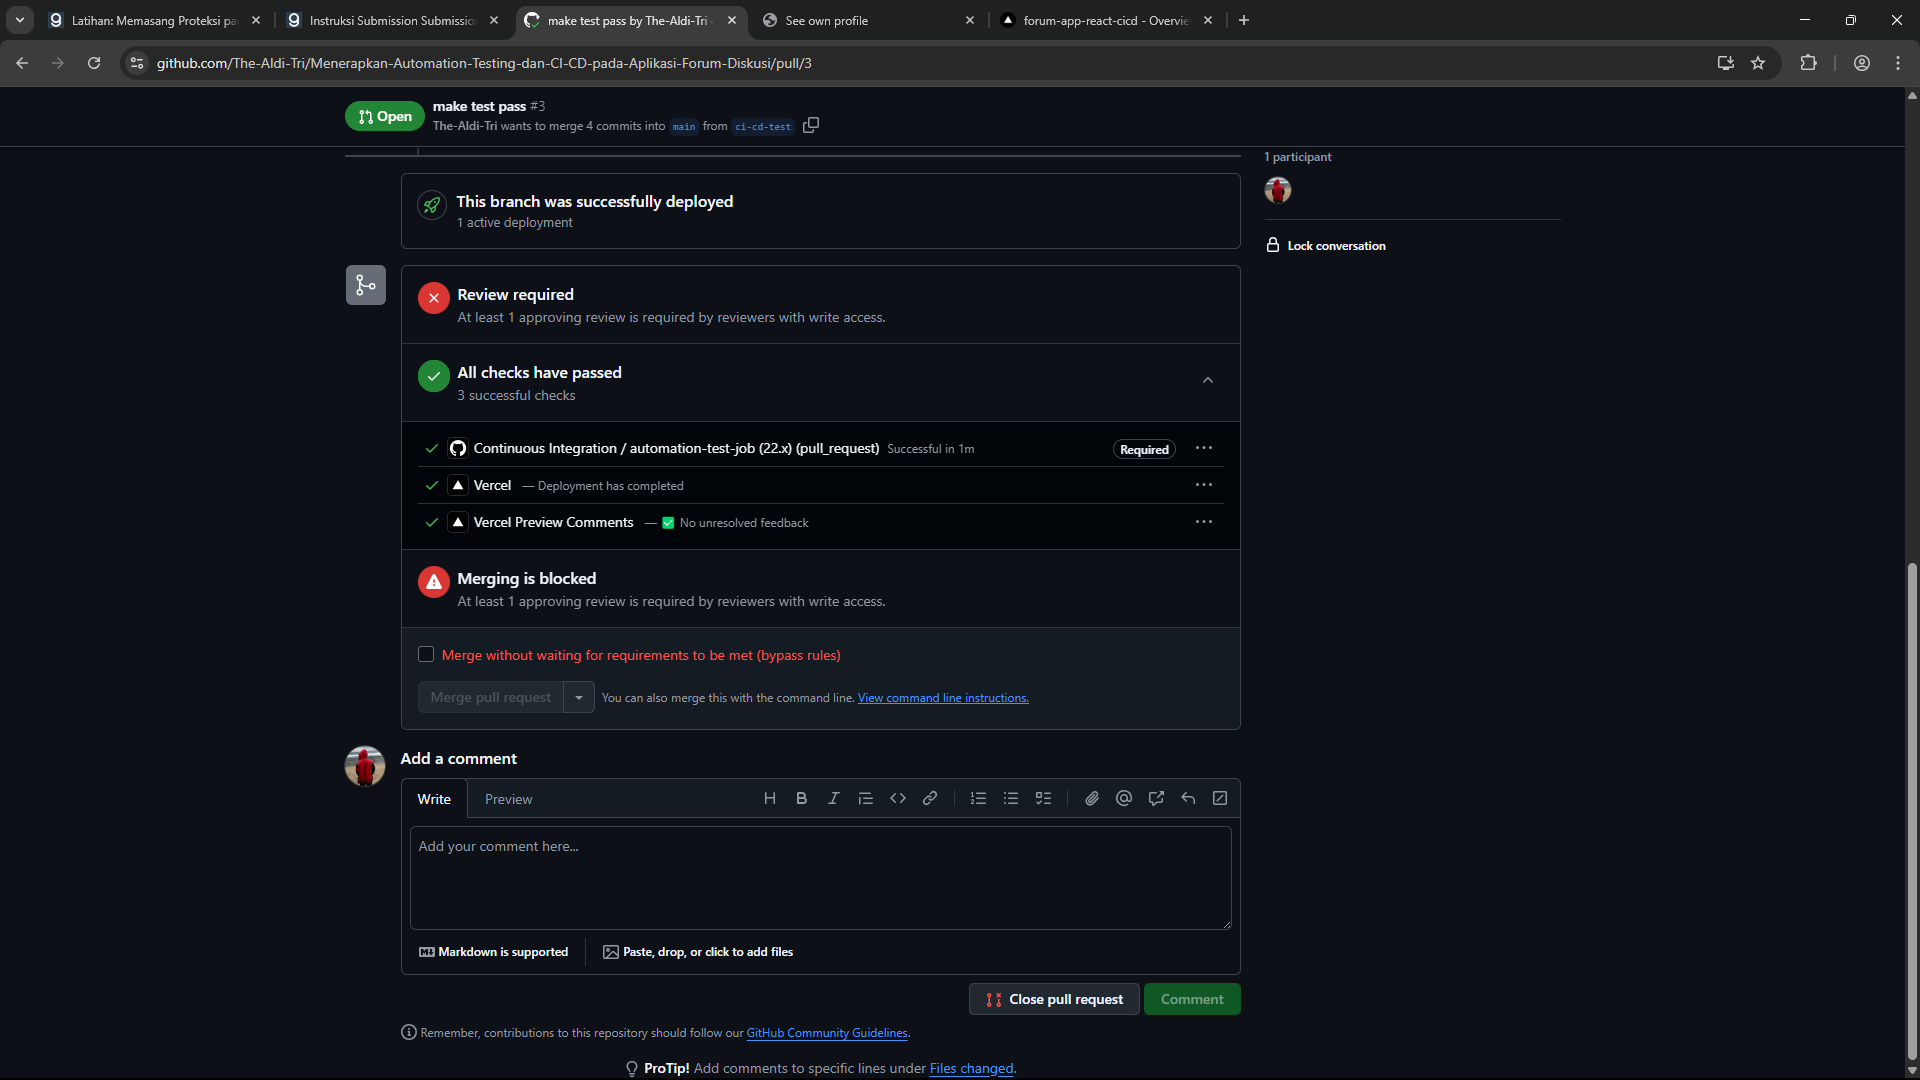 Latihan: Memasang Proteksi pa
Instruksi Submission Submissio
make test pass by The-Aldi-Tri ·
See own profile
forum-app-react-cicd - Overvie
github.com/The-Aldi-Tri/Menerapkan-Automation-Testing-dan-CI-CD-pada-Aplikasi-Forum-Diskusi/pull/3
Open
make test pass #3
The-Aldi-Tri wants to merge 4 commits into main from ci-cd-test
1 participant
This branch was successfully deployed
1 active deployment
Lock conversation
Review required
At least 1 approving review is required by reviewers with write access.
All checks have passed
3 successful checks
Continuous Integration / automation-test-job (22.x) (pull_request) Successful in 1m
Required
Vercel — Deployment has completed
Vercel Preview Comments — ✅ No unresolved feedback
Merging is blocked
At least 1 approving review is required by reviewers with write access.
Merge without waiting for requirements to be met (bypass rules)
Merge pull request
You can also merge this with the command line. View command line instructions.
Add a comment
Write
Preview
Add your comment here...
Markdown is supported
Paste, drop, or click to add files
Close pull request
Comment
Remember, contributions to this repository should follow our GitHub Community Guidelines.
ProTip! Add comments to specific lines under Files changed.